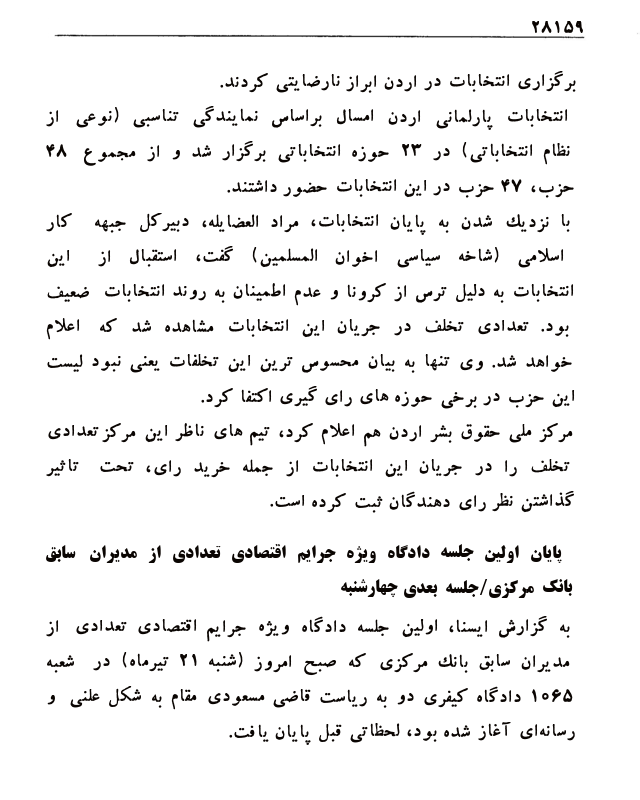 ۲۸۱۵۹
برگزاری انتخابات در اردن ابراز نارضایتی کردند.
انتخابات پارلمانی اردن امسال براساس نمایندگی تناسبی (نوعی از
نظام انتخاباتی) در ۲۳ حوزه انتخاباتی برگزار شد و از مجموع ۴۸
حزب، ۴۷ حزب در این انتخابات حضور داشتند.
با نزدیك شدن به پایان انتخابات، مراد العضایله، دبیرکل جبهه کار
اسلامی (شاخه سیاسی اخوان المسلمین) گفت، استقبال از این
انتخابات به دلیل ترس از کرونا و عدم اطمینان به روند انتخابات ضعیف
بود. تعدادی تخلف در جریان این انتخابات مشاهده شد که اعلام
خواهد شد. وی تنها به بیان محسوس ترین این تخلفات یعنی نبود لیست
این حزب در برخی حوزه های رای گیری اکتفا کرد.
مرکز ملی حقوق بشر اردن هم اعلام کرد، تیم های ناظر این مرکز تعدادی
تخلف را در جریان این انتخابات از جمله خرید رای، تحت تاثیر
گذاشتن نظر رای دهندگان ثبت کرده است.
پایان اولین جلسه دادگاه ویژه جرایم اقتصادی تعدادی از مدیران سابق
بانک مرکزی/جلسه بعدی چهارشنبه
به گزارش ایسنا، اولین جلسه دادگاه ویژه جرایم اقتصادی تعدادی از
مدیران سابق بانك مرکزی که صبح امروز (شنبه ۲۱ تیرماه) در شعبه
۱۰۶۵ دادگاه کیفری دو به ریاست قاضی مسعودی مقام به شکل علنی و
رسانه‌ای آغاز شده بود، لحظاتی قبل پایان یافت.